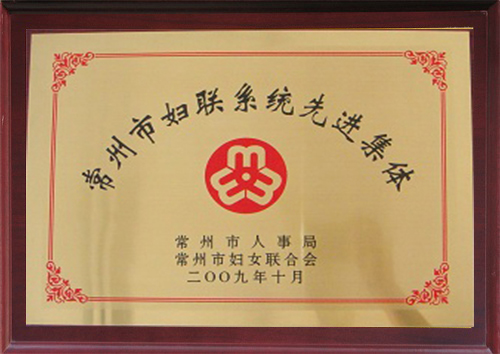 常州市妇联系统先进集体
常州市人事局
常州市妇女联合会
二〇〇九年十月